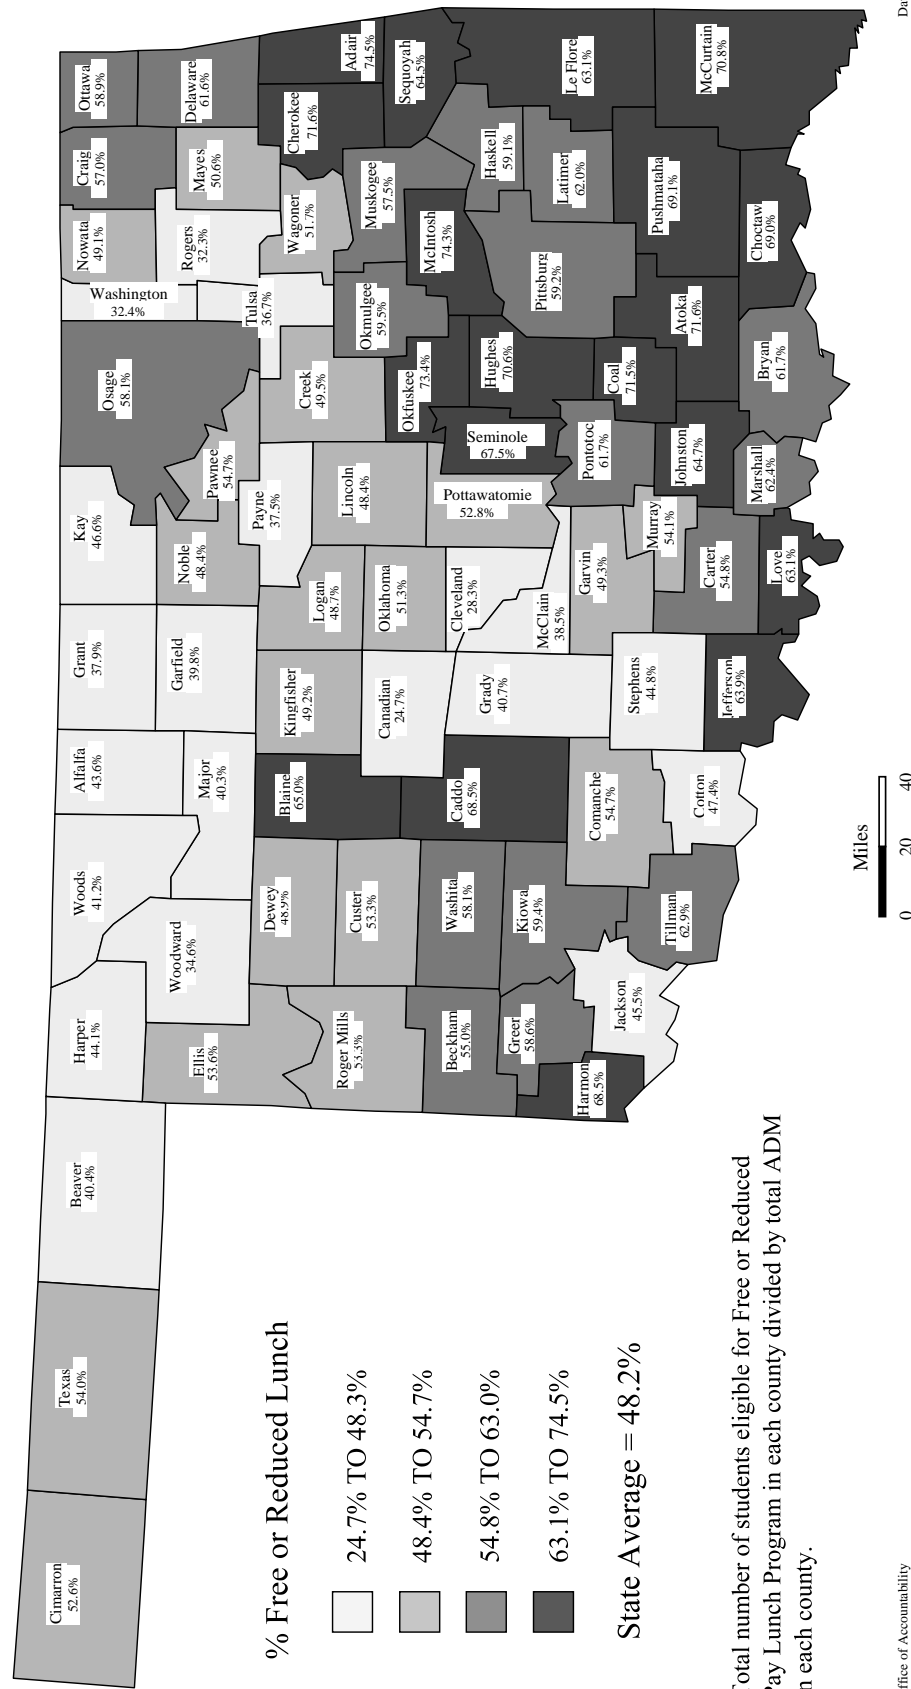 Cimarron
52.6%
Texas
54.0%
Beaver
40.4%
Harper
44.1%
Woods
41.2%
Alfalfa
43.6%
Grant
37.9%
Kay
46.6%
Osage
58.1%
Washington
32.4%
Nowata
49.1%
Craig
57.0%
Ottawa
58.9%
Ellis
53.6%
Woodward
34.6%
Major
40.3%
Garfield
39.8%
Noble
48.4%
Pawnee
54.7%
Rogers
32.3%
Mayes
50.6%
Delaware
61.6%
Roger Mills
53.3%
Dewey
48.9%
Custer
53.3%
Blaine
65.0%
Kingfisher
49.2%
Logan
48.7%
Payne
37.5%
Lincoln
48.4%
Creek
49.5%
Tulsa
36.7%
Wagoner
51.7%
Cherokee
71.6%
Adair
74.5%
Beckham
55.0%
Washita
58.1%
Caddo
68.5%
Canadian
24.7%
Oklahoma
51.3%
Cleveland
28.3%
Pottawatomie
52.8%
Seminole
67.5%
Okfuskee
73.4%
Okmulgee
59.5%
Muskogee
57.5%
McIntosh
74.3%
Sequoyah
64.5%
Harmon
68.5%
Greer
58.6%
Kiowa
59.4%
Jackson
45.5%
Tillman
62.9%
Comanche
54.7%
Cotton
47.4%
Grady
40.7%
McClain
38.5%
Garvin
49.3%
Stephens
44.8%
Jefferson
63.9%
Murray
54.1%
Carter
54.8%
Love
63.1%
Pontotoc
61.7%
Johnston
64.7%
Marshall
62.4%
Hughes
70.6%
Coal
71.5%
Atoka
71.6%
Bryan
61.7%
Pittsburg
59.2%
Haskell
59.1%
Latimer
62.0%
Pushmataha
69.1%
Choctaw
69.0%
Le Flore
63.1%
McCurtain
70.8%
% Free or Reduced Lunch
24.7% TO 48.3%
48.4% TO 54.7%
54.8% TO 63.0%
63.1% TO 74.5%
State Average = 48.2%
otal number of students eligible for Free or Reduced
Pay Lunch Program in each county divided by total ADM
n each county.
Miles
0 20 40
ffice of Accountability
Da